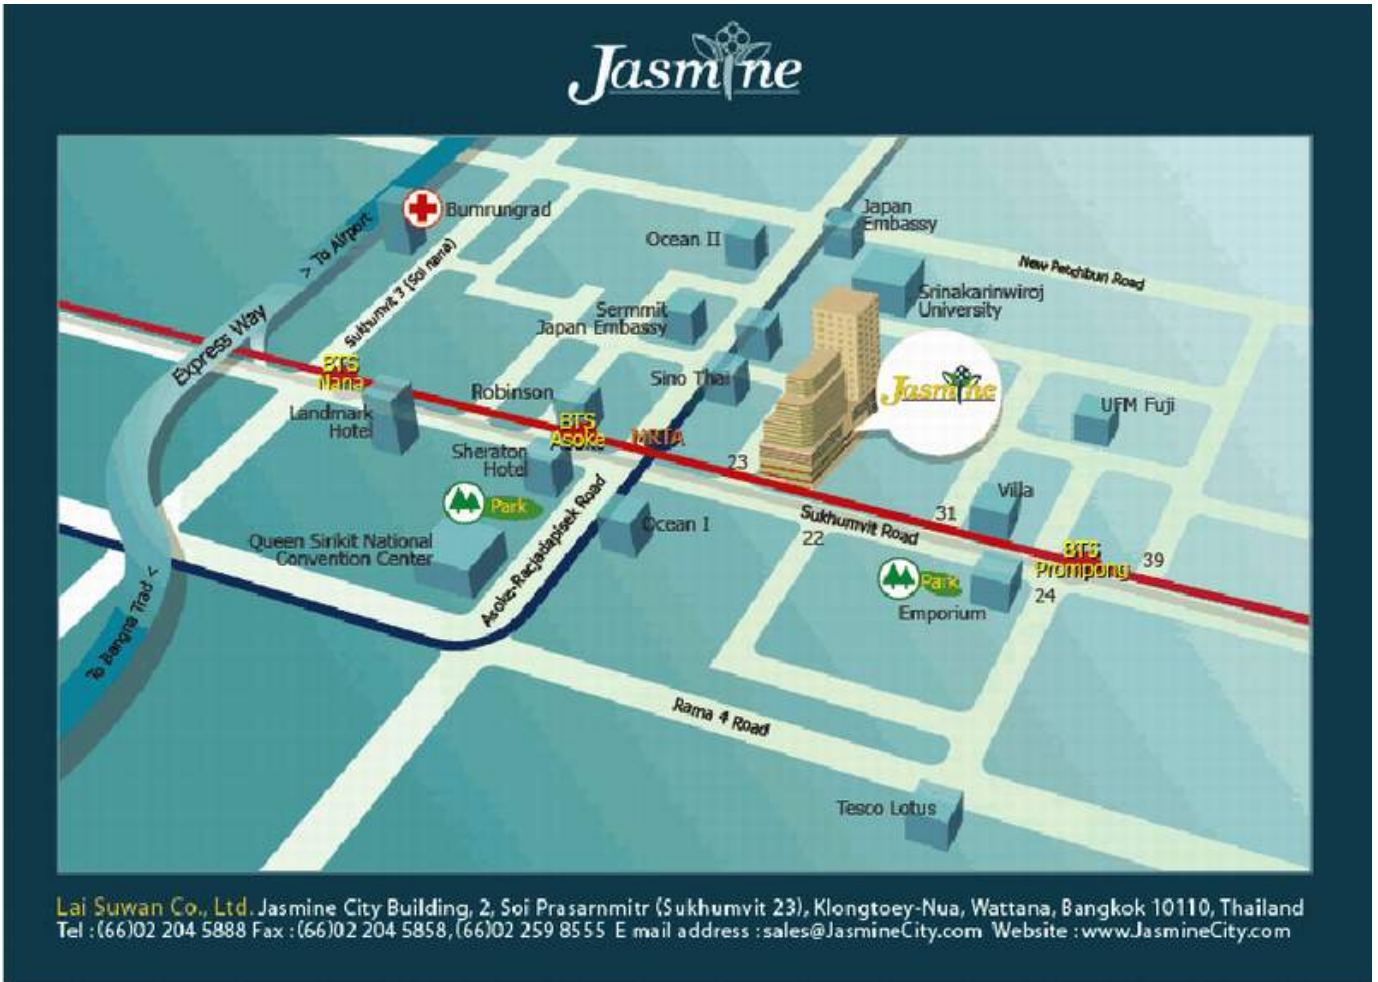 Jasmine
Bumrungrad
Japan
Embassy
Ocean II
> To Airport
Sukhumvit 3 (Soi nana)
New Petchburi Road
Srinakarinwiroj
University
Sermmit
Japan Embassy
Express Way
BTS
Nana
Robinson
Sino Thai
Jasmine
UFM Fuji
Landmark
Hotel
BTS
Asoke
MRTA
Sheraton
Hotel
23
Park
Villa
Sukhumvit Road
31
22
Ocean I
Asoke-Racjadapisek Road
Queen Sirikit National
Convention Center
BTS
Prompong
39
Park
24
Emporium
To Bangna Trad <
Rama 4 Road
Tesco Lotus
Lai Suwan Co., Ltd. Jasmine City Building, 2, Soi Prasarnmitr (Sukhumvit 23), Klongtoey-Nua, Wattana, Bangkok 10110, Thailand
Tel : (66)02 204 5888 Fax : (66)02 204 5858, (66)02 259 8555 E mail address : sales@JasmineCity.com Website : www.JasmineCity.com